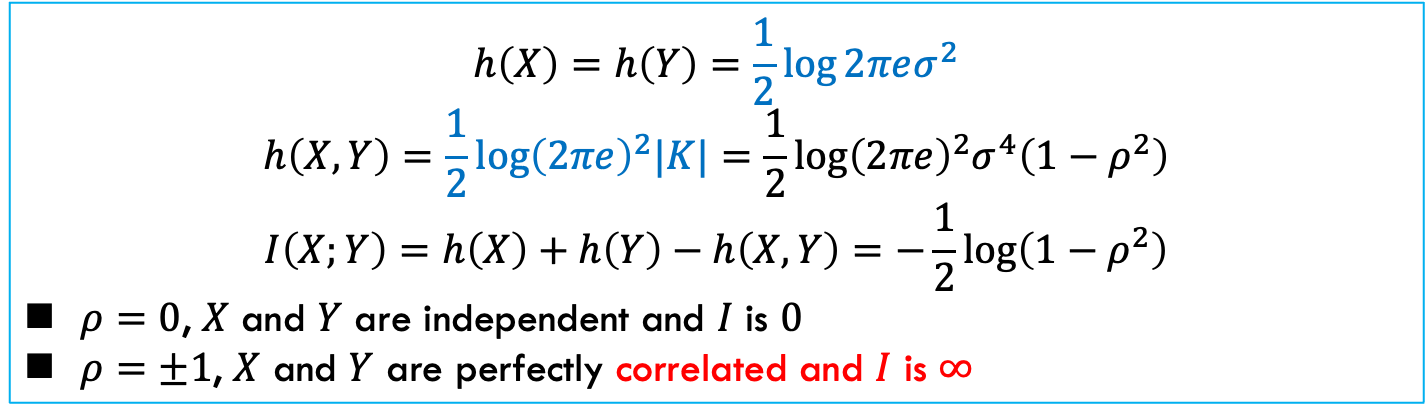 h(X) = h(Y) = 1/2 log 2πeσ²
h(X, Y) = 1/2 log(2πe)²|K| = 1/2 log(2πe)²σ⁴(1 − ρ²)
I(X; Y) = h(X) + h(Y) − h(X, Y) = −1/2 log(1 − ρ²)
■ ρ = 0, X and Y are independent and I is 0
■ ρ = ±1, X and Y are perfectly correlated and I is ∞